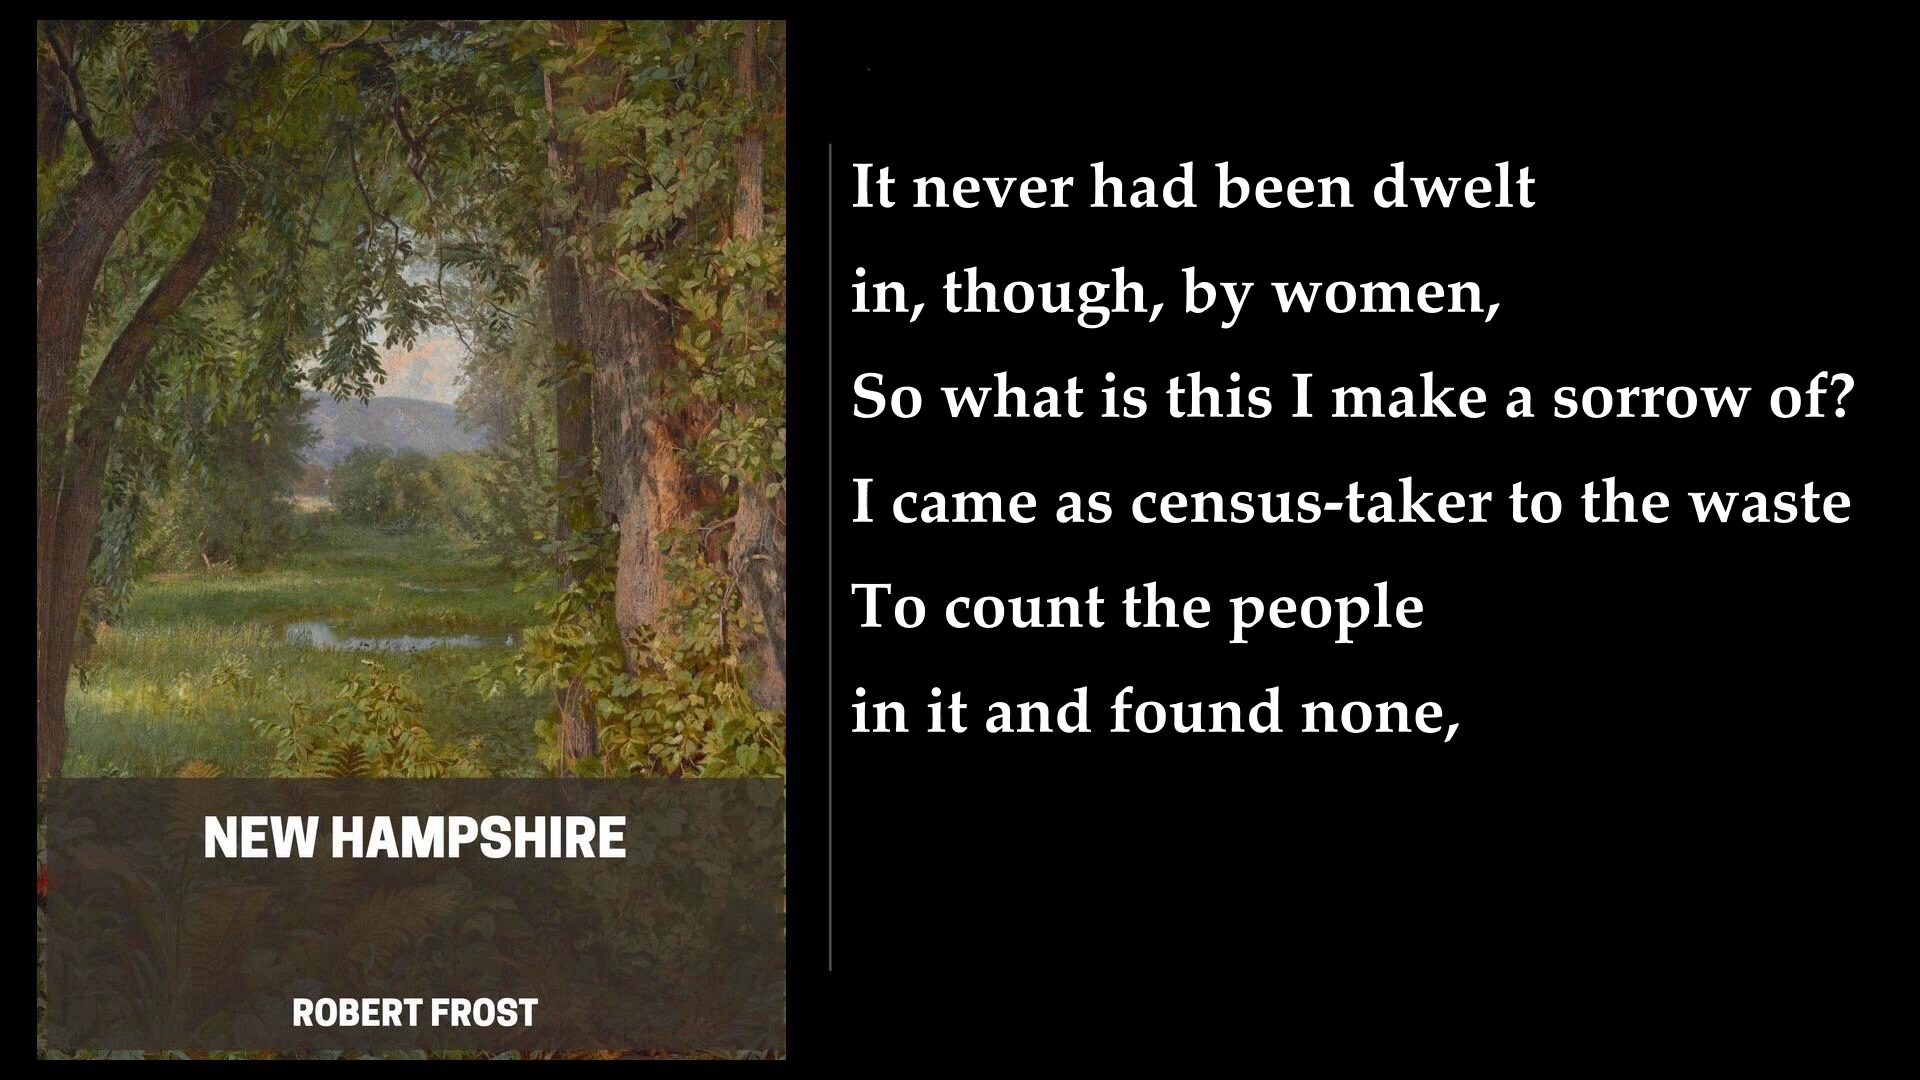 It never had been dwelt
in, though, by women,
So what is this I make a sorrow of?
I came as census-taker to the waste
To count the people
in it and found none,
NEW HAMPSHIRE
ROBERT FROST